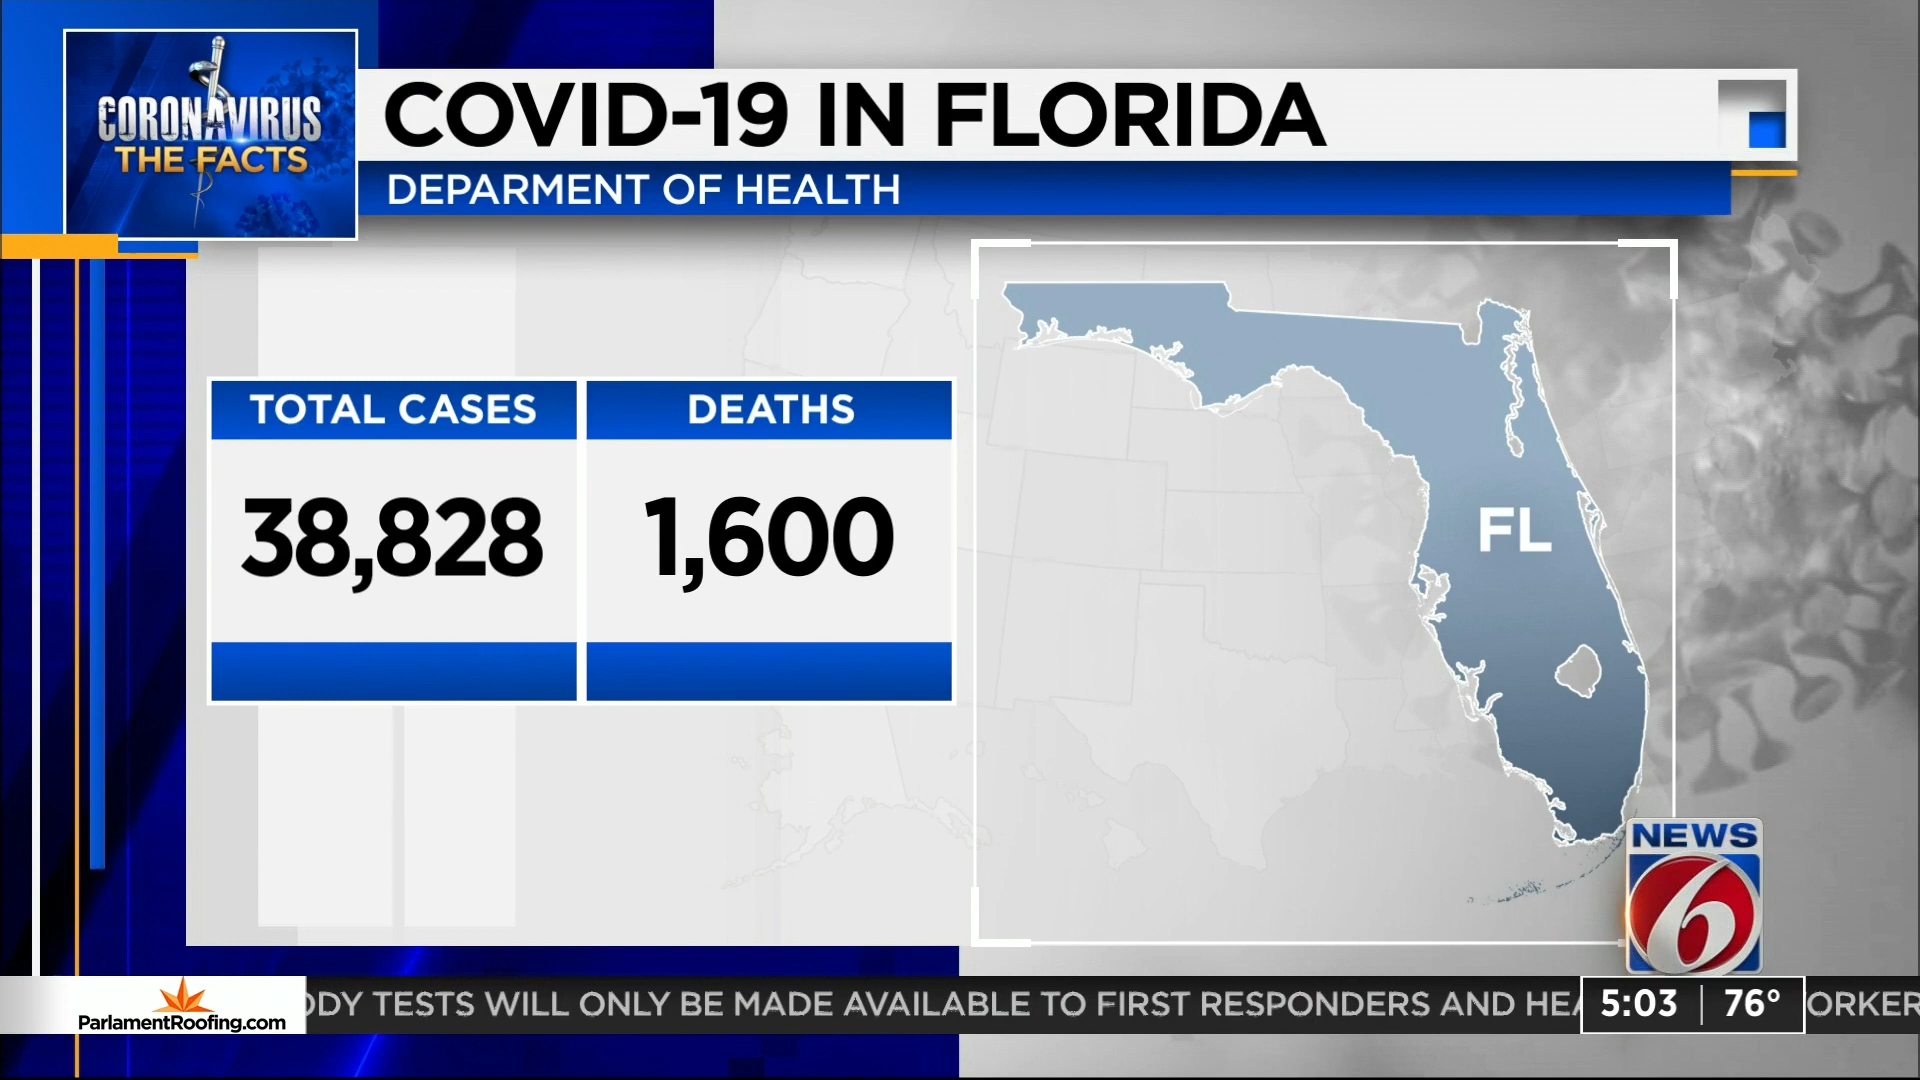 CORONAVIRUS
THE FACTS
COVID-19 IN FLORIDA
DEPARMENT OF HEALTH
TOTAL CASES
DEATHS
38,828
1,600
FL
NEWS
6
ParlamentRoofing.com
ODY TESTS WILL ONLY BE MADE AVAILABLE TO FIRST RESPONDERS AND HEA
5:03
76°
ORKER